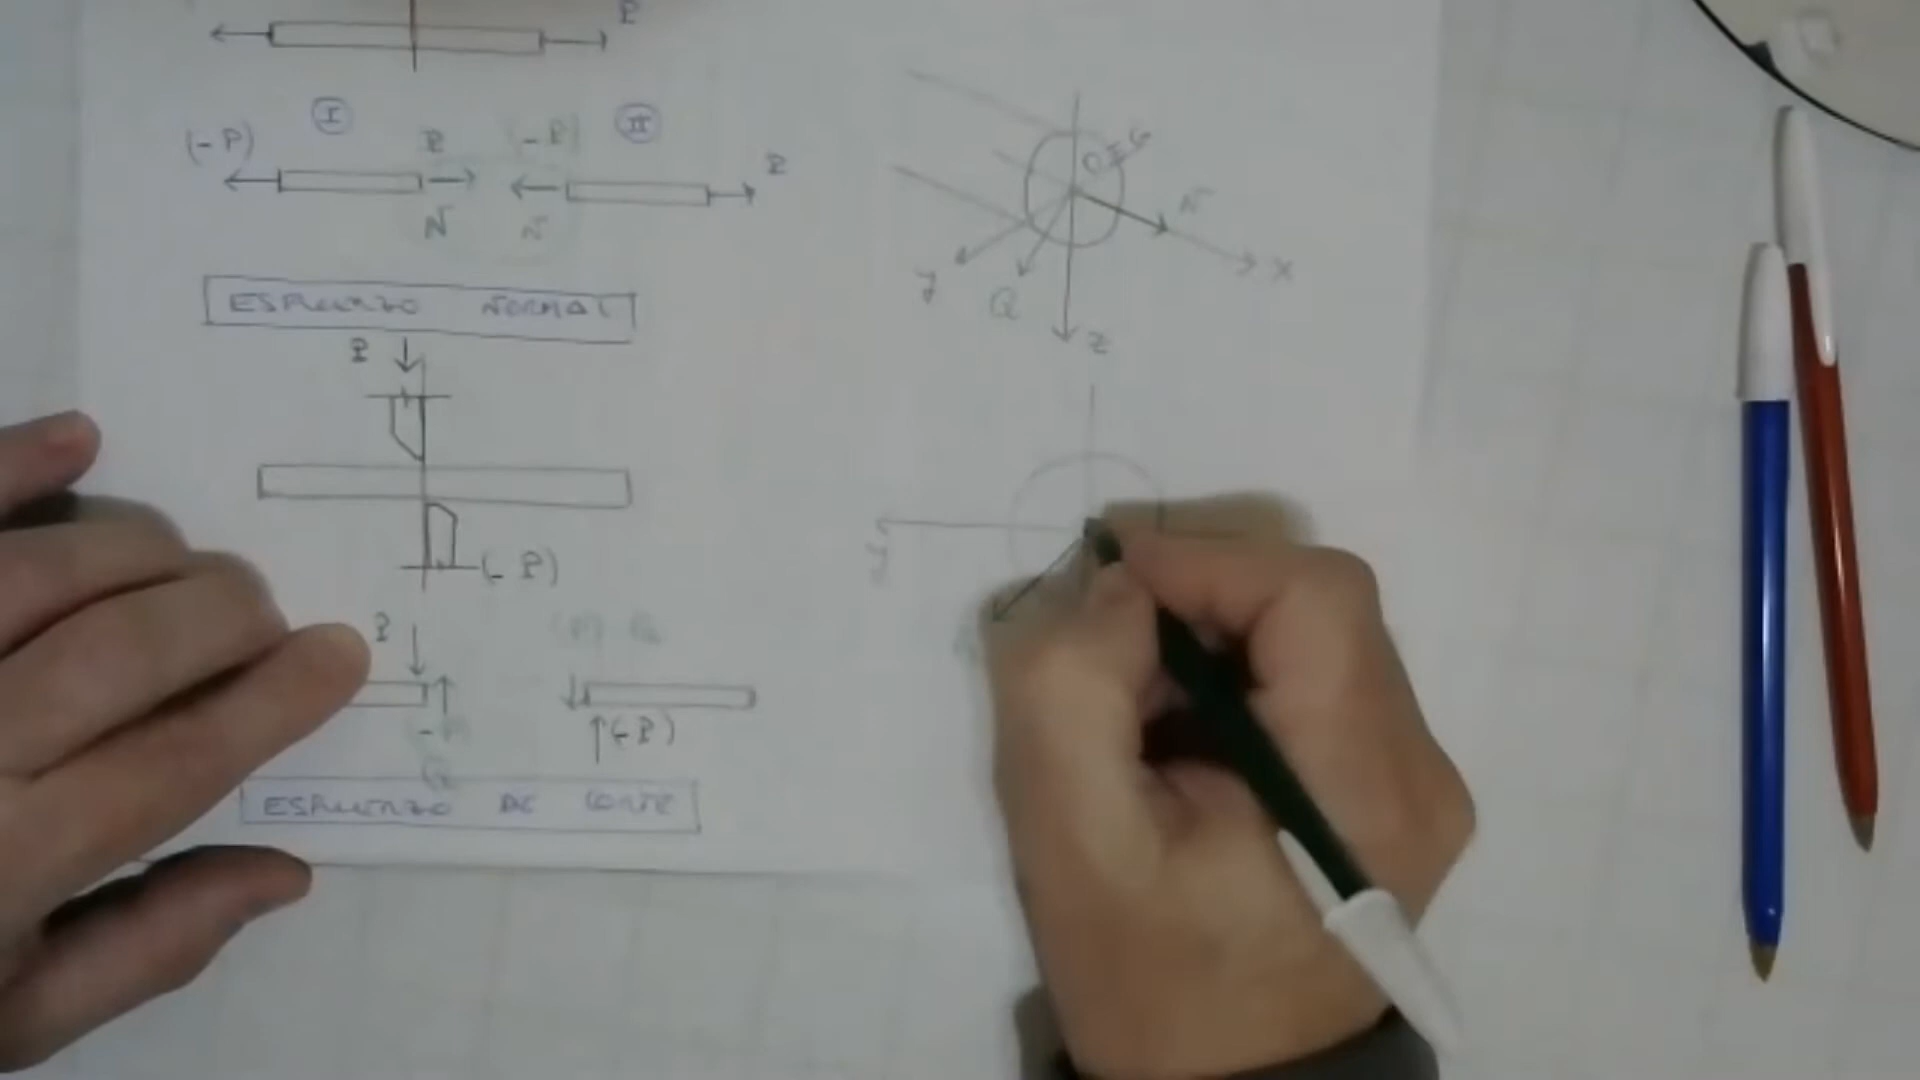 P
I II
(-P) P (-P) P
N N
ESFUERZO NORMAL
P
(-P)
P
(-P)
Q
ESFUERZO DE CORTE
O≡G
N
X
y
Q
z
y